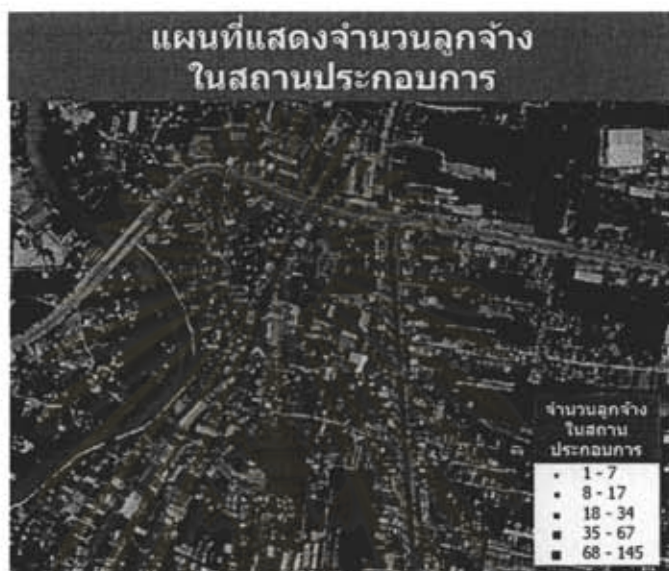 แผนที่แสดงจำนวนลูกจ้าง
ในสถานประกอบการ
จำนวนลูกจ้าง
ในสถาน
ประกอบการ
1 - 7
8 - 17
18 - 34
35 - 67
68 - 145